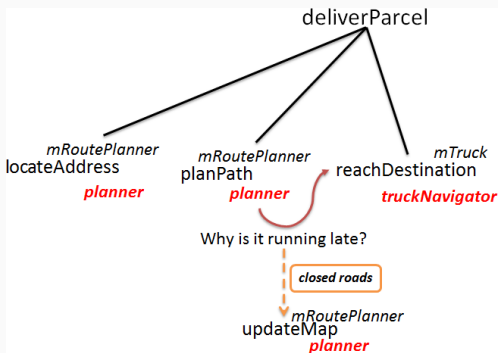 deliverParcel
mRoutePlanner
locateAddress
planner
mRoutePlanner
planPath
planner
mTruck
reachDestination
truckNavigator
Why is it running late?
closed roads
mRoutePlanner
updateMap
planner